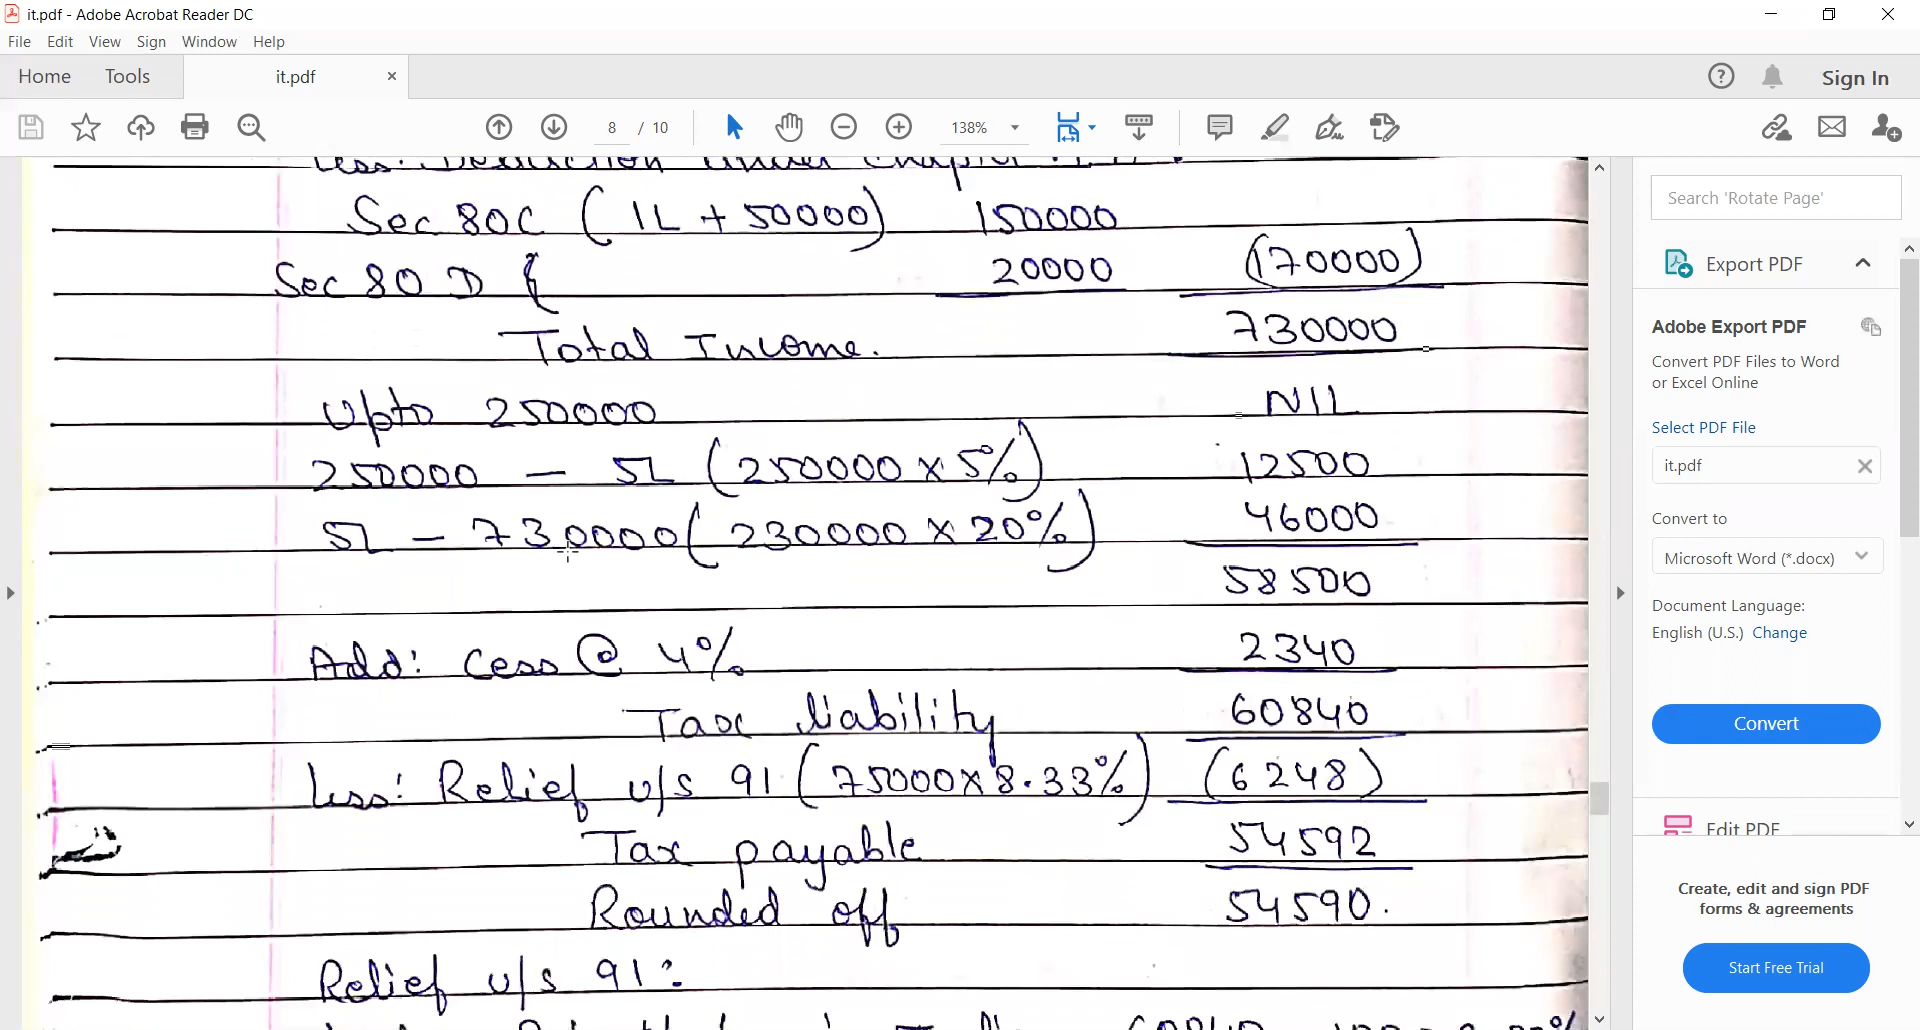 it.pdf - Adobe Acrobat Reader DC
File Edit View Sign Window Help
Home Tools it.pdf × Sign In
8 / 10 138%
Less: Deduction under Chapter
Sec 80C (1L + 50000) 150000
Sec 80 D { 20000 (170000)
Total Income. 730000
Upto 250000 NIL
250000 — 5L (250000 × 5%) 12500
5L — 730000 (230000 × 20%) 46000
58500
Add: Cess @ 4% 2340
Tax liability 60840
Less: Relief u/s 91 (75000 × 8.33%) (6248)
Tax payable 54592
Rounded off 54590.
Relief u/s 91:
Search 'Rotate Page'
Export PDF
Adobe Export PDF
Convert PDF Files to Word
or Excel Online
Select PDF File
it.pdf
Convert to
Microsoft Word (*.docx)
Document Language:
English (U.S.) Change
Convert
Edit PDF
Create, edit and sign PDF
forms & agreements
Start Free Trial